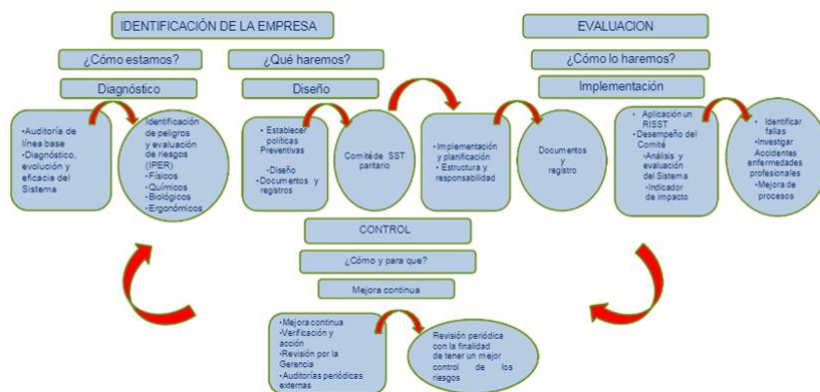 IDENTIFICACIÓN DE LA EMPRESA
EVALUACION
¿Cómo estamos?
¿Qué haremos?
¿Cómo lo haremos?
Diagnóstico
Diseño
Implementación
•Auditoría de
línea base
•Diagnóstico,
evolución y
eficacia del
Sistema
Identificación
de peligros y
evaluación de
riesgos
(IPER)
•Físicos
•Químicos
•Biológicos
•Ergonómicos
• Establecer
políticas
Preventivas
•Diseño
•Documentos y
registros
Comité de SST
paritario
•Implementación
y planificación
• Estructura y
responsabilidad
Documentos
y
registro
• Aplicación un
RISST
• Desempeño del
Comité
•Análisis y
evaluación
del Sistema
• Indicador
de impacto
• Identificar
fallas
•Investigar
Accidentes
enfermedades
profesionales
•Mejora de
procesos
CONTROL
¿Cómo y para que?
Mejora continua
•Mejora continua
•Verificación y
acción
•Revisión por la
Gerencia
•Auditorías periódicas
externas
Revisión periódica
con la finalidad
de tener un mejor
control de los
riesgos